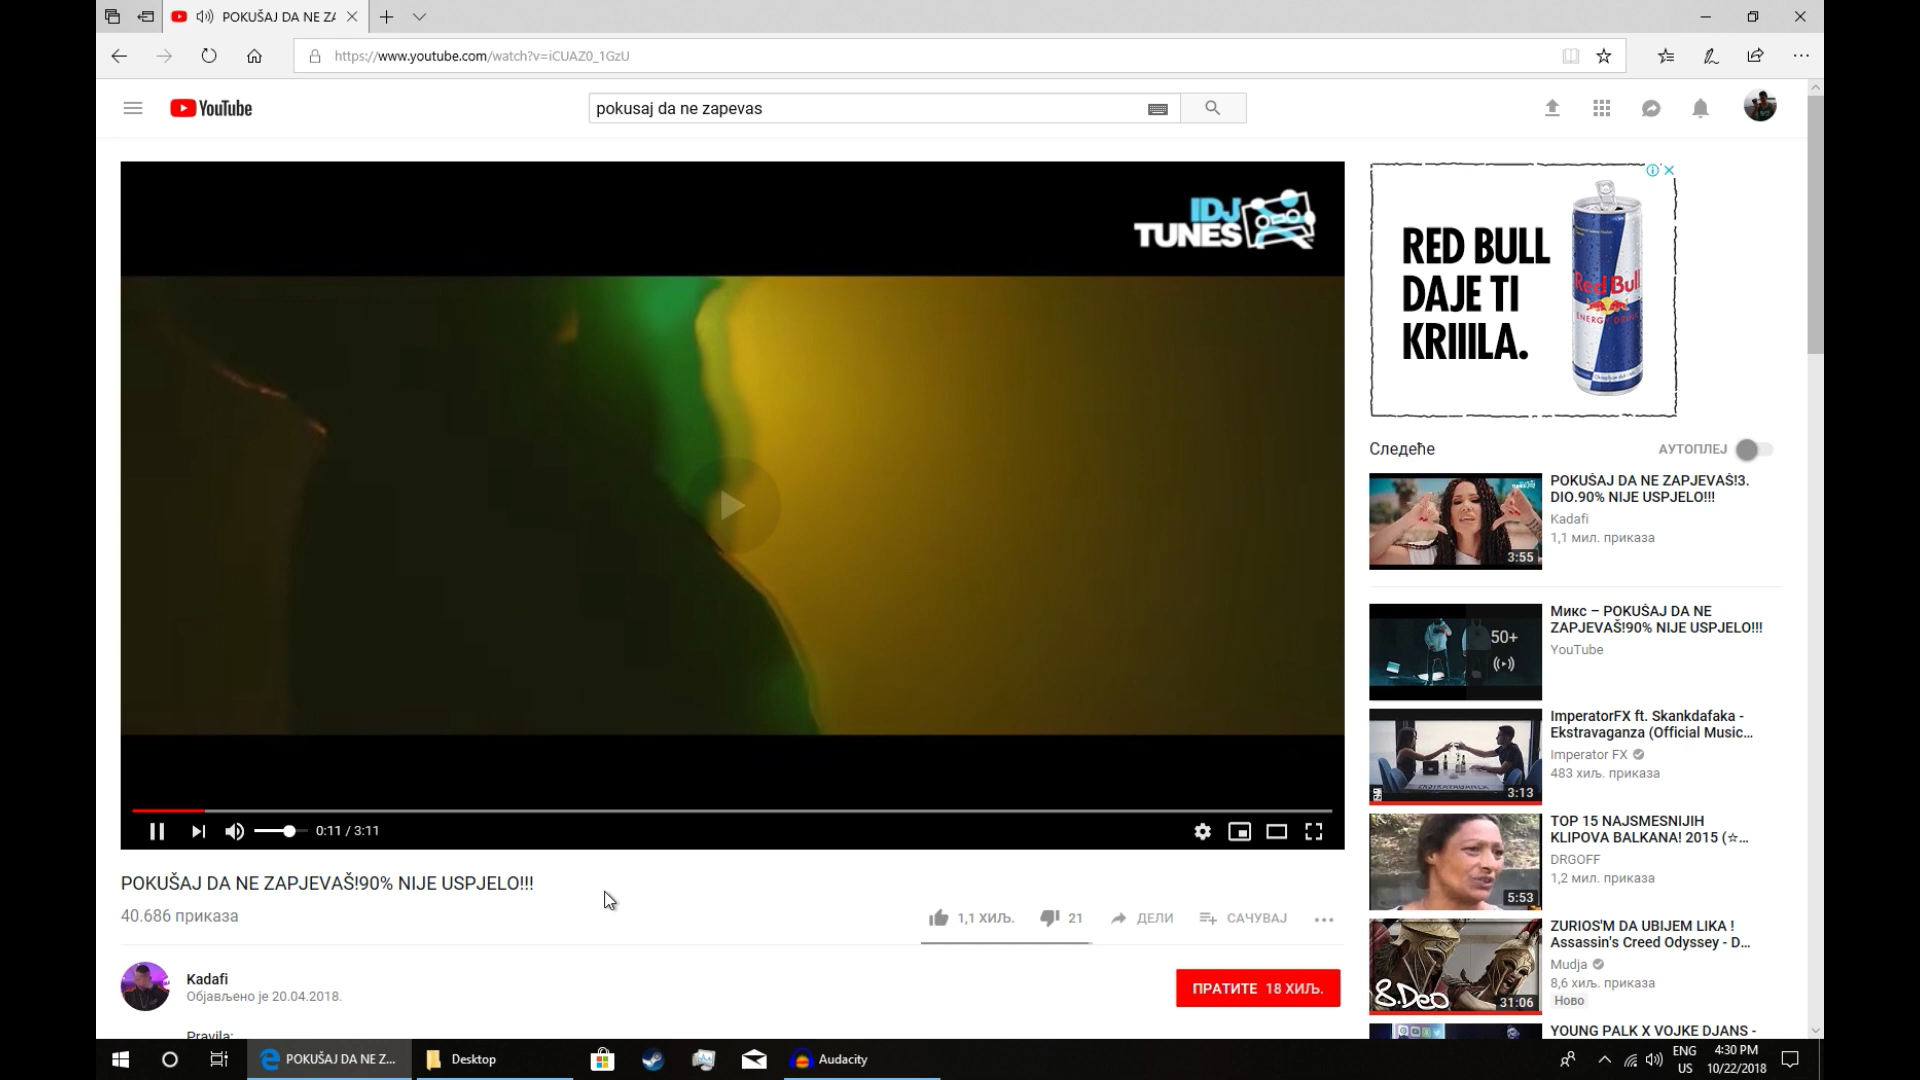 POKUŠAJ DA NE ZA
https://www.youtube.com/watch?v=iCUAZ0_1GzU
YouTube
pokusaj da ne zapevas
IDJ
TUNES
RED BULL
DAJE TI
KRIIILA.
Red Bull
ENERGY DRINK
Следеће
АУТОПЛЕЈ
POKUŠAJ DA NE ZAPJEVAŠ!3.
DIO.90% NIJE USPJELO!!!
Kadafi
1,1 мил. приказа
3:55
Микс – POKUŠAJ DA NE
ZAPJEVAŠ!90% NIJE USPJELO!!!
YouTube
50+
ImperatorFX ft. Skankdafaka -
Ekstravaganza (Official Music...
Imperator FX
483 хиљ. приказа
EKSTRAVAGANCA
3:13
TOP 15 NAJSMESNIJIH
KLIPOVA BALKANA! 2015 (☆...
DRGOFF
1,2 мил. приказа
5:53
ZURIOS'M DA UBIJEM LIKA !
Assassin's Creed Odyssey - D...
Mudja
8,6 хиљ. приказа
Ново
8.Deo
31:06
YOUNG PALK X VOJKE DJANS -
0:11 / 3:11
POKUŠAJ DA NE ZAPJEVAŠ!90% NIJE USPJELO!!!
40.686 приказа
1,1 ХИЉ.
21
ДЕЛИ
САЧУВАЈ
Kadafi
Објављено је 20.04.2018.
ПРАТИТЕ 18 ХИЉ.
Pravila:
POKUŠAJ DA NE Z...
Desktop
Audacity
ENG
US
4:30 PM
10/22/2018